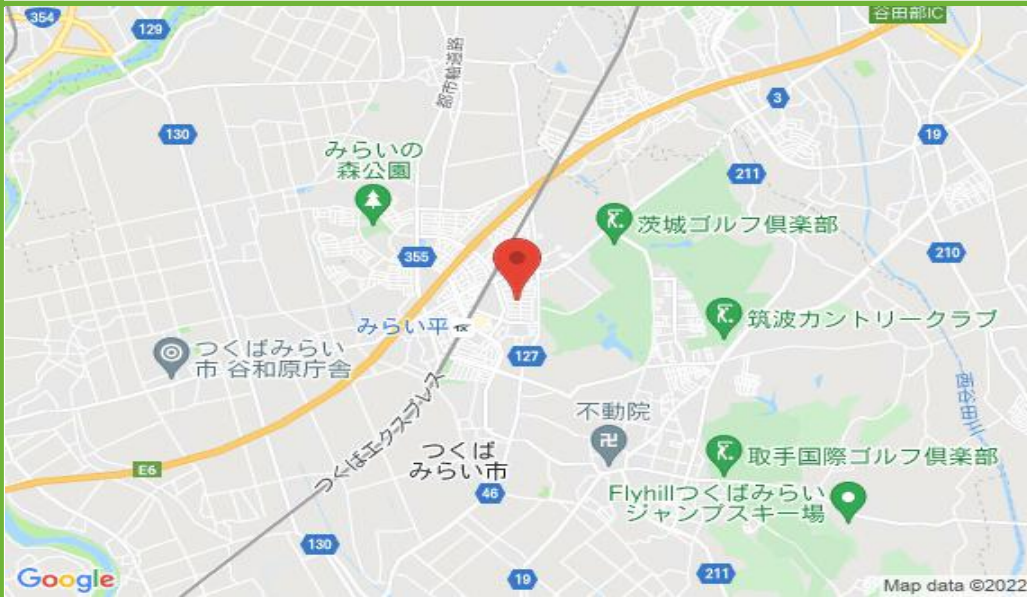 354
129
谷田部IC
都市軸道路
3
130
19
みらいの
森公園
211
茨城ゴルフ倶楽部
355
210
みらい平
筑波カントリークラブ
つくばみらい
市 谷和原庁舎
127
つくばエクスプレス
西谷田川
不動院
卍
つくば
みらい市
取手国際ゴルフ倶楽部
E6
46
Flyhillつくばみらい
ジャンプスキー場
130
19
211
Google
Map data ©2022